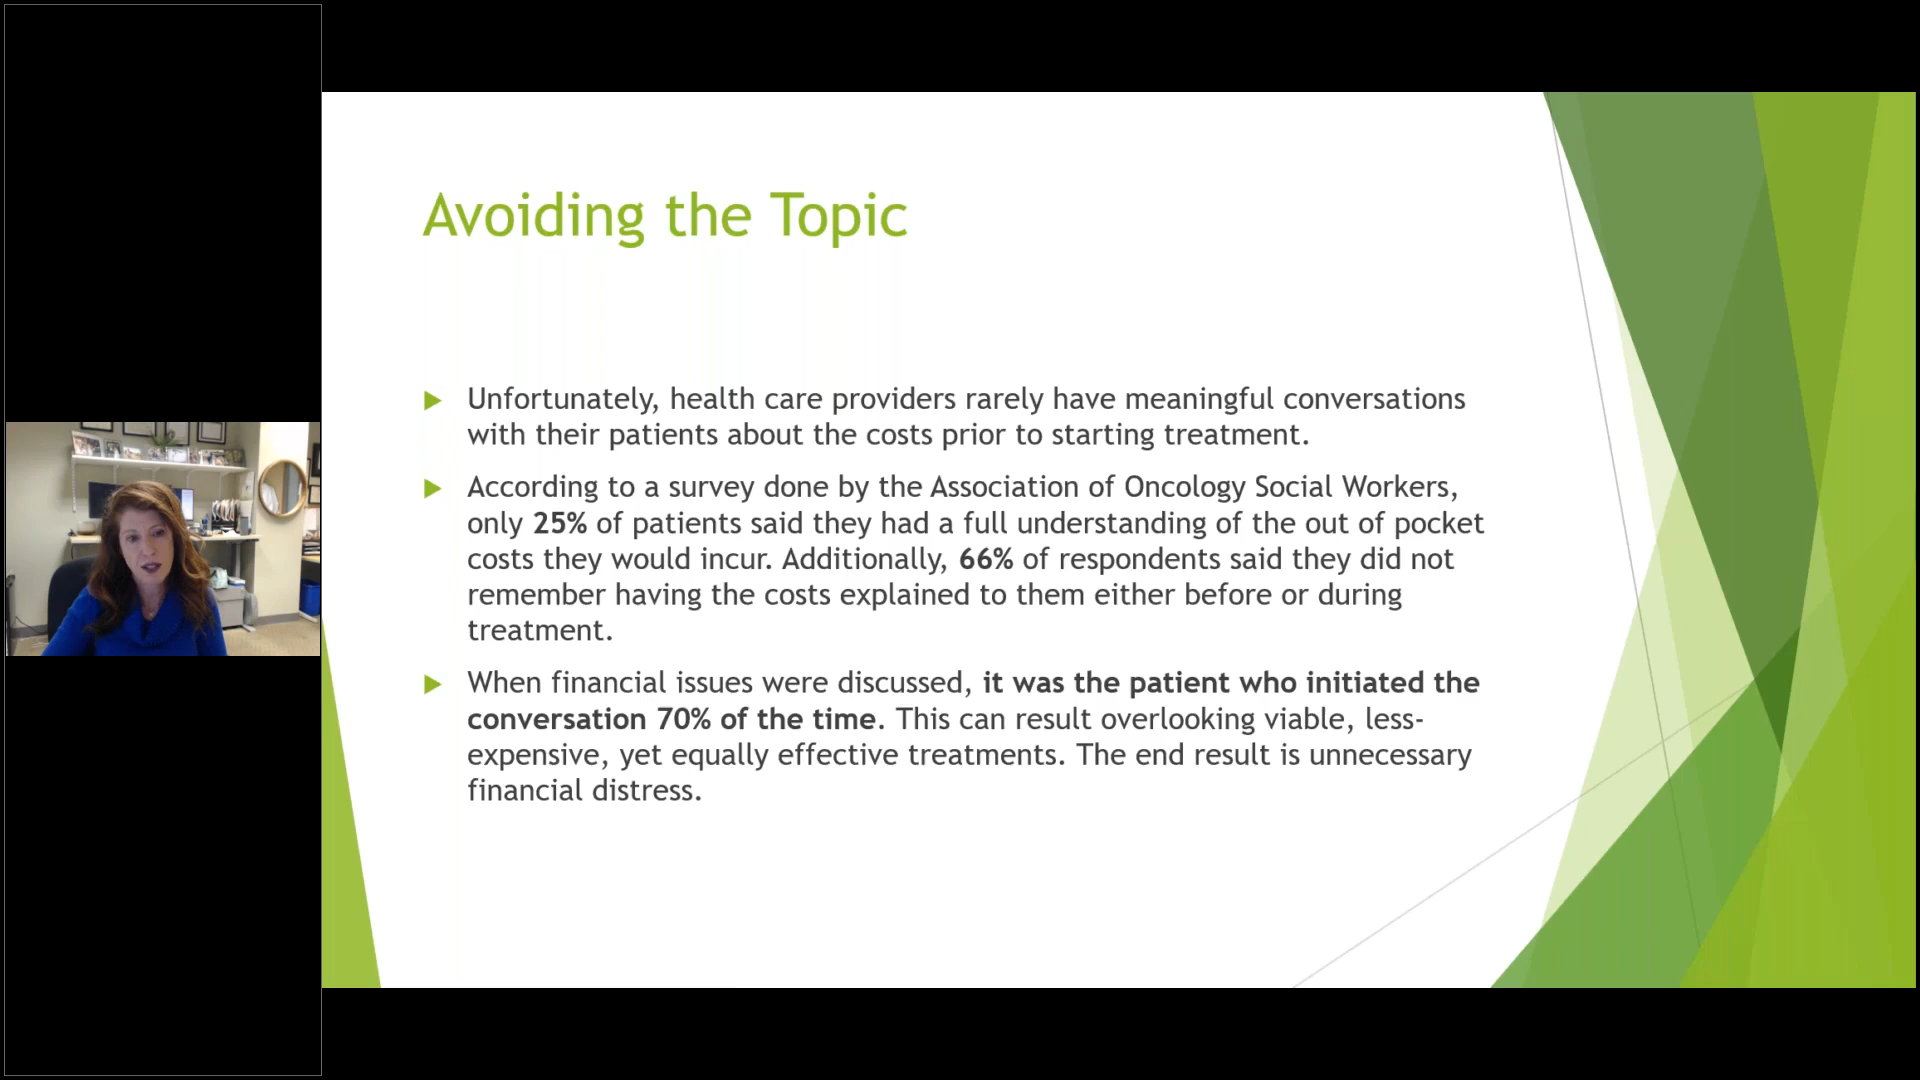 Avoiding the Topic
Unfortunately, health care providers rarely have meaningful conversations
with their patients about the costs prior to starting treatment.
According to a survey done by the Association of Oncology Social Workers,
only 25% of patients said they had a full understanding of the out of pocket
costs they would incur. Additionally, 66% of respondents said they did not
remember having the costs explained to them either before or during
treatment.
When financial issues were discussed, it was the patient who initiated the
conversation 70% of the time. This can result overlooking viable, less-
expensive, yet equally effective treatments. The end result is unnecessary
financial distress.